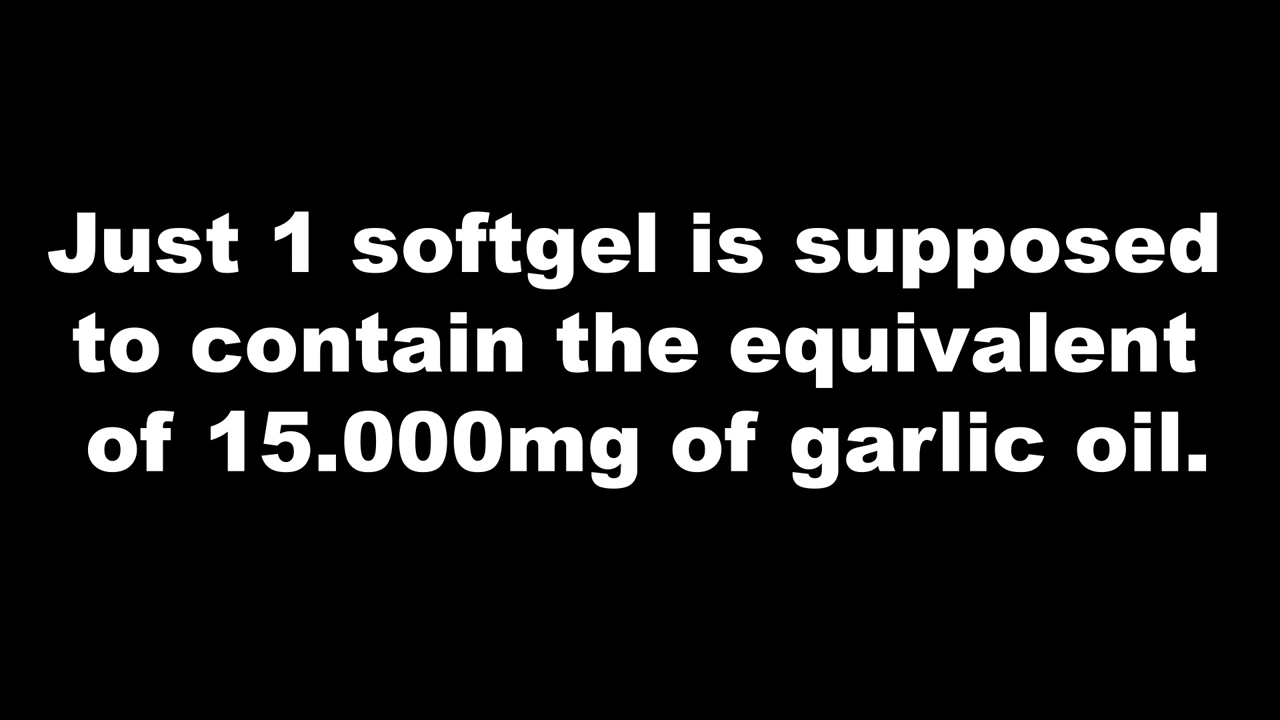 Just 1 softgel is supposed
to contain the equivalent
of 15.000mg of garlic oil.